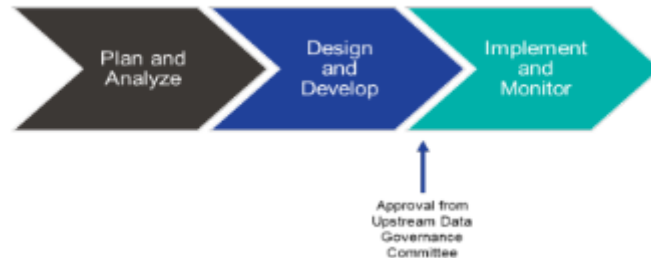 Plan and
Analyze
Design
and
Develop
Implement
and
Monitor
Approval from
Upstream Data
Governance
Committee